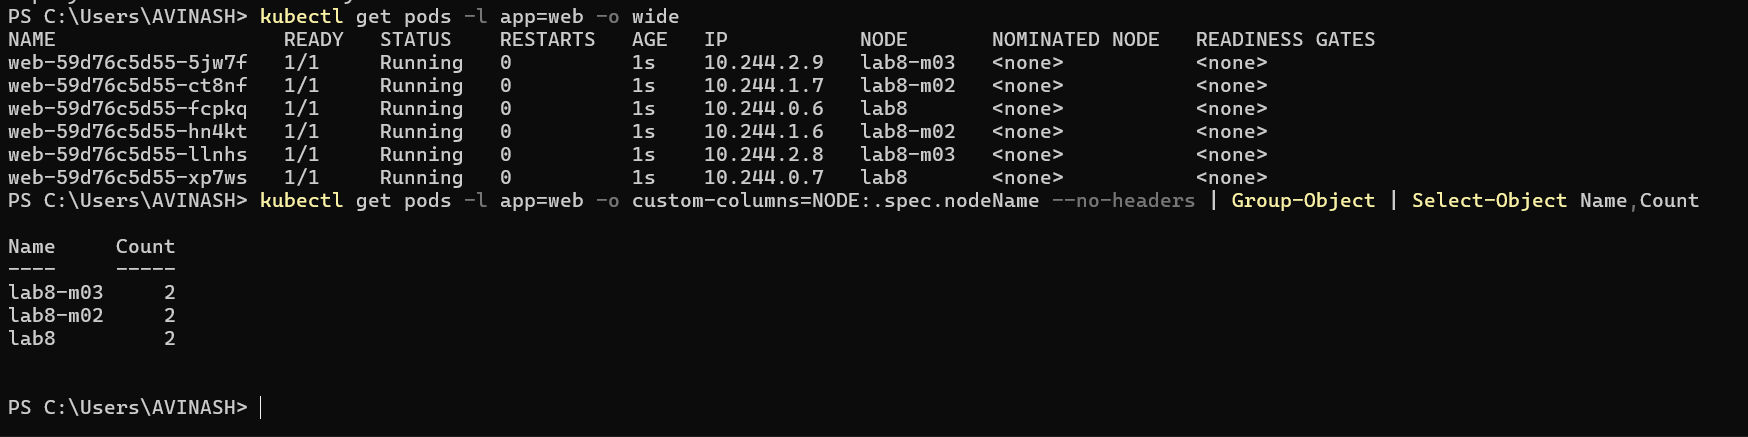 PS C:\Users\AVINASH> kubectl get pods -l app=web -o wide
NAME                   READY   STATUS    RESTARTS   AGE   IP           NODE       NOMINATED NODE   READINESS GATES
web-59d76c5d55-5jw7f   1/1     Running   0          1s    10.244.2.9   lab8-m03   <none>           <none>
web-59d76c5d55-ct8nf   1/1     Running   0          1s    10.244.1.7   lab8-m02   <none>           <none>
web-59d76c5d55-fcpkq   1/1     Running   0          1s    10.244.0.6   lab8       <none>           <none>
web-59d76c5d55-hn4kt   1/1     Running   0          1s    10.244.1.6   lab8-m02   <none>           <none>
web-59d76c5d55-llnhs   1/1     Running   0          1s    10.244.2.8   lab8-m03   <none>           <none>
web-59d76c5d55-xp7ws   1/1     Running   0          1s    10.244.0.7   lab8       <none>           <none>
PS C:\Users\AVINASH> kubectl get pods -l app=web -o custom-columns=NODE:.spec.nodeName --no-headers | Group-Object | Select-Object Name,Count
Name     Count
----     -----
lab8-m03     2
lab8-m02     2
lab8         2
PS C:\Users\AVINASH>